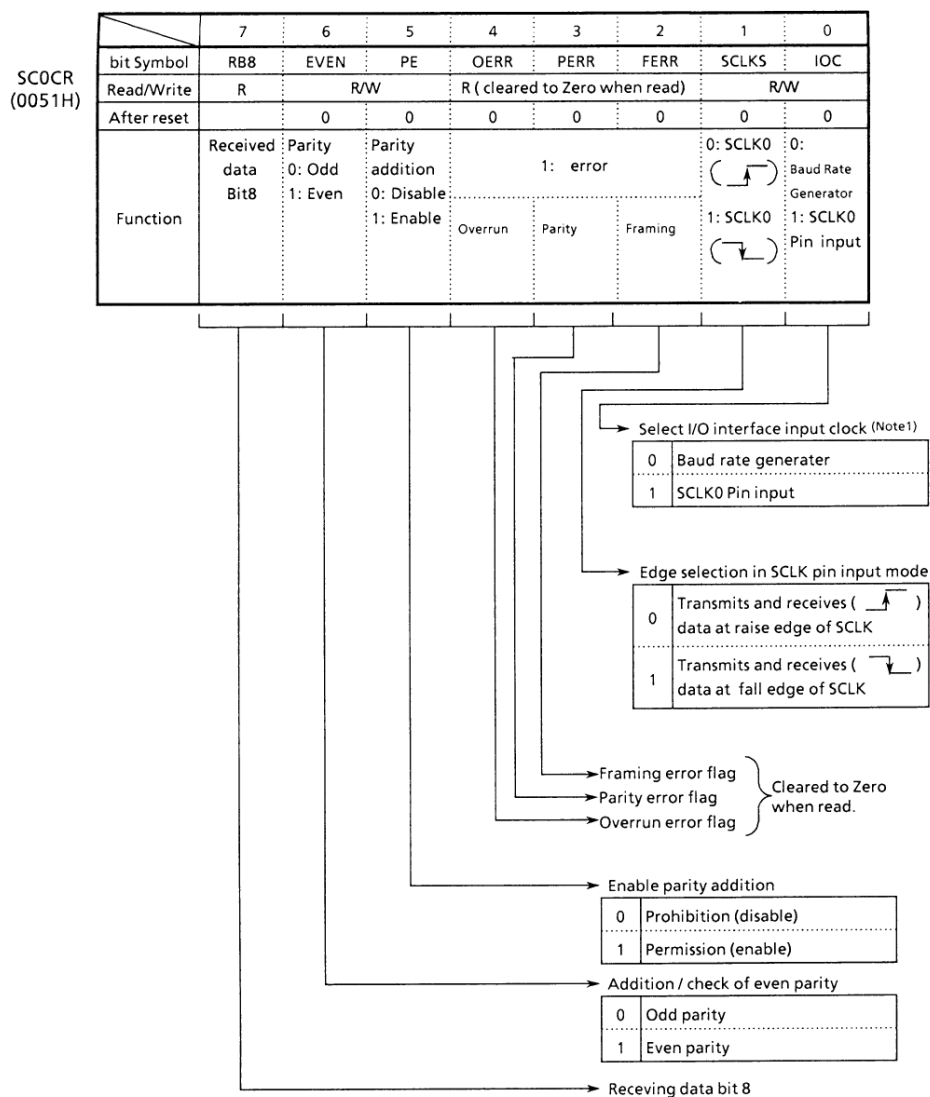 7 6 5 4 3 2 1 0
bit Symbol RB8 EVEN PE OERR PERR FERR SCLKS IOC
SC0CR
(0051H)
Read/Write R R/W R ( cleared to Zero when read) R/W
After reset 0 0 0 0 0 0 0
Function
Received
data
Bit8
Parity
0: Odd
1: Even
Parity
addition
0: Disable
1: Enable
1: error
Overrun Parity Framing
0: SCLK0
( )
1: SCLK0
( )
0:
Baud Rate
Generator
1: SCLK0
Pin input
Select I/O interface input clock (Note1)
0 Baud rate generater
1 SCLK0 Pin input
Edge selection in SCLK pin input mode
0 Transmits and receives ( )
data at raise edge of SCLK
1 Transmits and receives ( )
data at fall edge of SCLK
Framing error flag
Parity error flag
Overrun error flag
Cleared to Zero
when read.
Enable parity addition
0 Prohibition (disable)
1 Permission (enable)
Addition / check of even parity
0 Odd parity
1 Even parity
Receving data bit 8